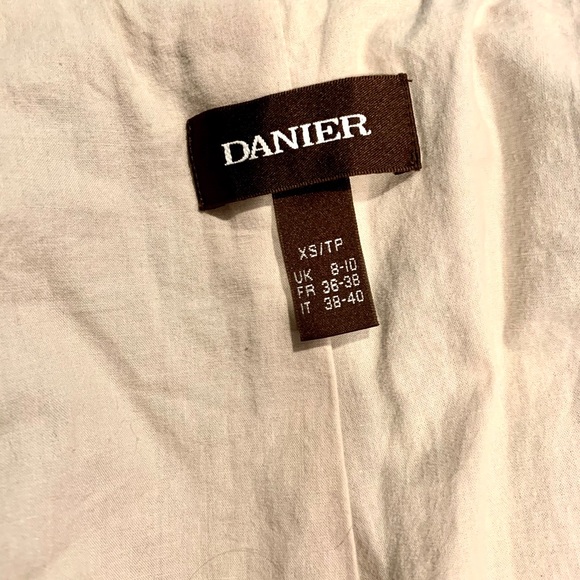 DANIER
XS/TP
UK 8-10
FR 36-38
IT 38-40